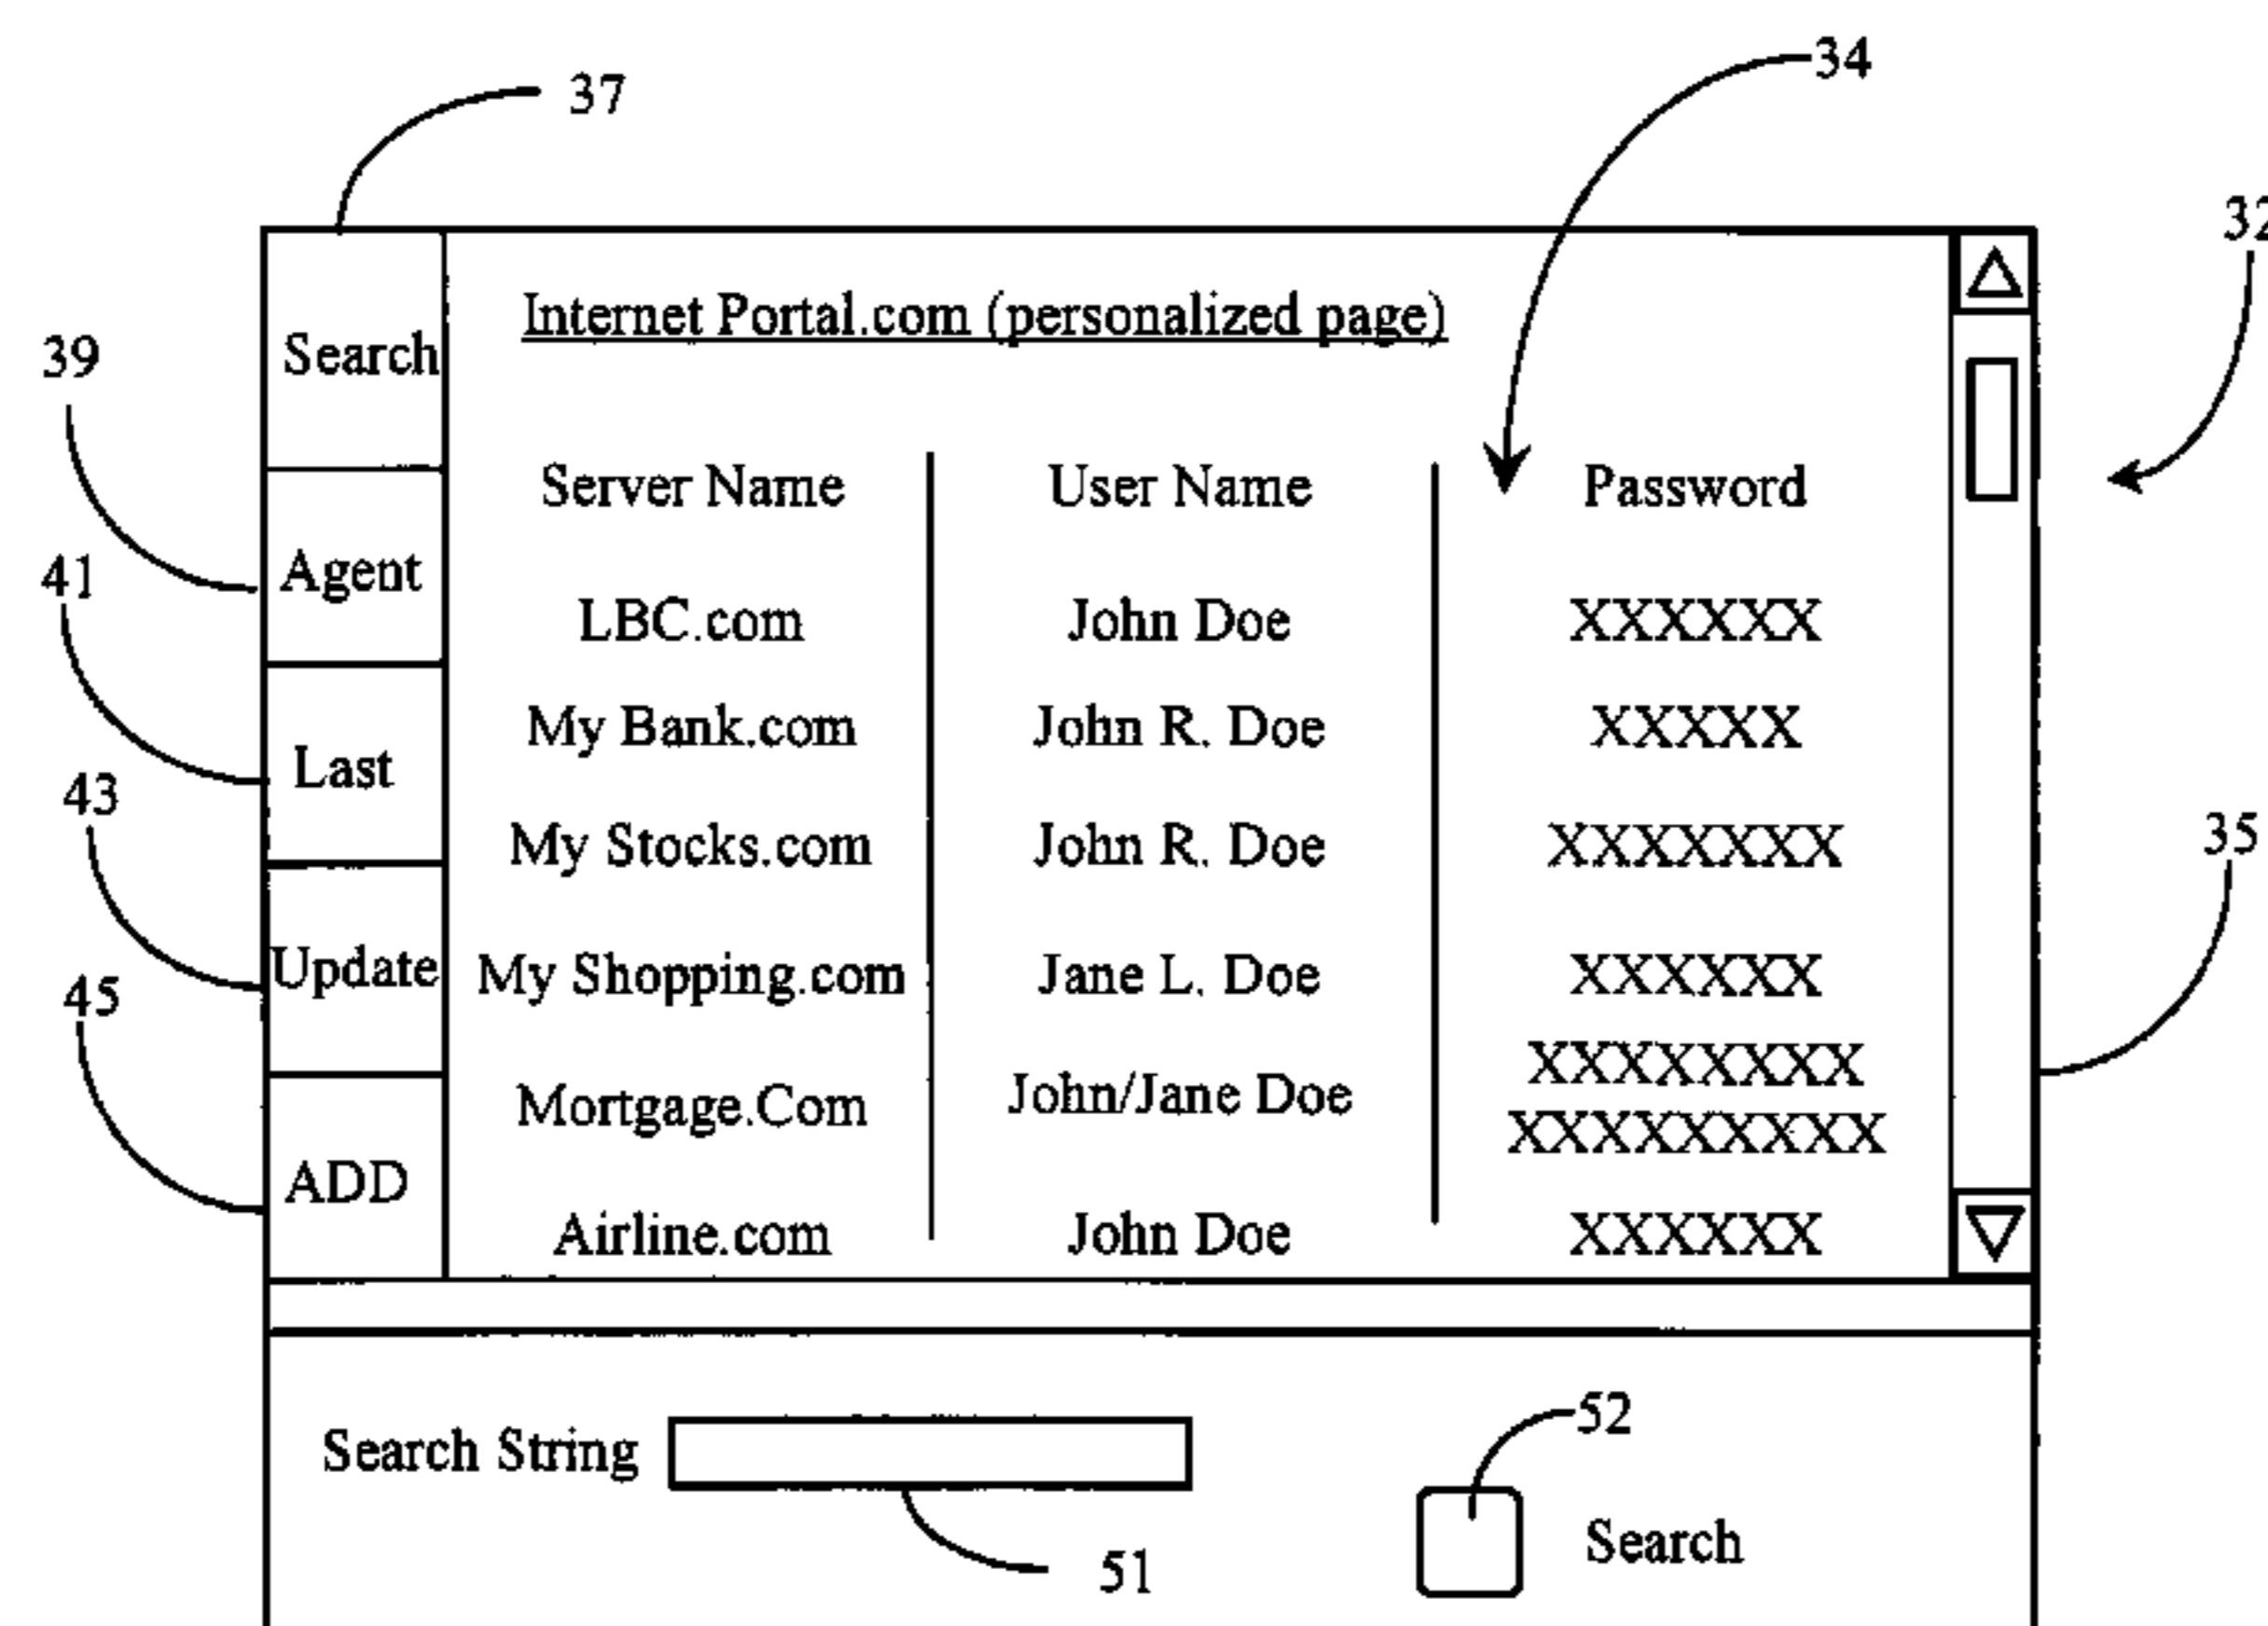 34
37
32
Internet Portal.com (personalized page)
Search
39
Server Name User Name Password
Agent
41
LBC.com John Doe XXXXXX
My Bank.com John R. Doe XXXXX
Last
43
35
My Stocks.com John R. Doe XXXXXXX
Update
My Shopping.com Jane L. Doe XXXXXX
45
Mortgage.Com John/Jane Doe XXXXXXXX
XXXXXXXXX
ADD
Airline.com John Doe XXXXXX
52
Search String
Search
51